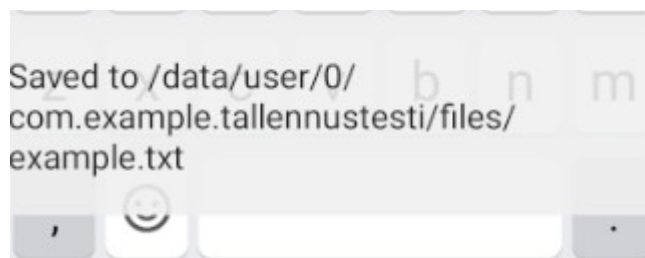 Saved to /data/user/0/
com.example.tallennustesti/files/
example.txt
b n m
, .